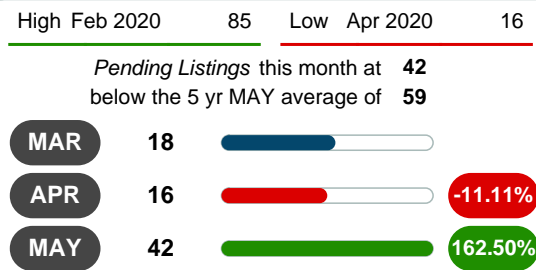 High Feb 2020 85 Low Apr 2020 16
Pending Listings this month at 42
below the 5 yr MAY average of 59
MAR 18
APR 16 -11.11%
MAY 42 162.50%